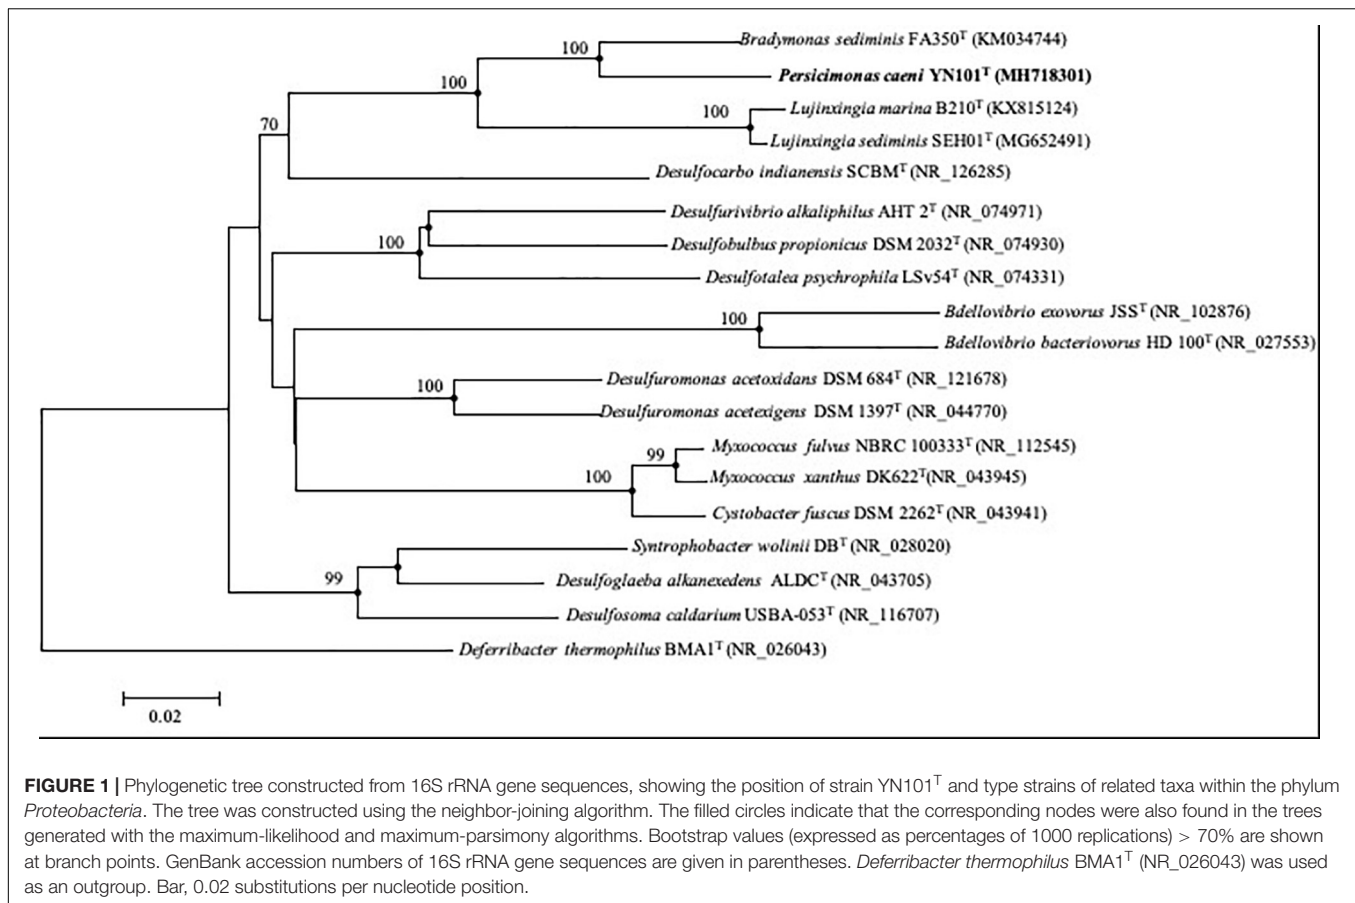 100
Bradymonas sediminis FA350ᵀ (KM034744)
100
Persicimonas caeni YN101ᵀ (MH718301)
100
Lujinxingia marina B210ᵀ (KX815124)
70
Lujinxingia sediminis SEH01ᵀ (MG652491)
Desulfocarbo indianensis SCBMᵀ (NR_126285)
Desulfurivibrio alkaliphilus AHT 2ᵀ (NR_074971)
100
Desulfobulbus propionicus DSM 2032ᵀ (NR_074930)
Desulfotalea psychrophila LSv54ᵀ (NR_074331)
Bdellovibrio exovorus JSSᵀ (NR_102876)
100
Bdellovibrio bacteriovorus HD 100ᵀ (NR_027553)
Desulfuromonas acetoxidans DSM 684ᵀ (NR_121678)
100
Desulfuromonas acetexigens DSM 1397ᵀ (NR_044770)
Myxococcus fulvus NBRC 100333ᵀ (NR_112545)
99
Myxococcus xanthus DK622ᵀ(NR_043945)
100
Cystobacter fuscus DSM 2262ᵀ (NR_043941)
Syntrophobacter wolinii DBᵀ (NR_028020)
99
Desulfoglaeba alkanexedens ALDCᵀ (NR_043705)
Desulfosoma caldarium USBA-053ᵀ (NR_116707)
Deferribacter thermophilus BMA1ᵀ (NR_026043)
0.02
FIGURE 1 | Phylogenetic tree constructed from 16S rRNA gene sequences, showing the position of strain YN101ᵀ and type strains of related taxa within the phylum
Proteobacteria. The tree was constructed using the neighbor-joining algorithm. The filled circles indicate that the corresponding nodes were also found in the trees
generated with the maximum-likelihood and maximum-parsimony algorithms. Bootstrap values (expressed as percentages of 1000 replications) > 70% are shown
at branch points. GenBank accession numbers of 16S rRNA gene sequences are given in parentheses. Deferribacter thermophilus BMA1ᵀ (NR_026043) was used
as an outgroup. Bar, 0.02 substitutions per nucleotide position.